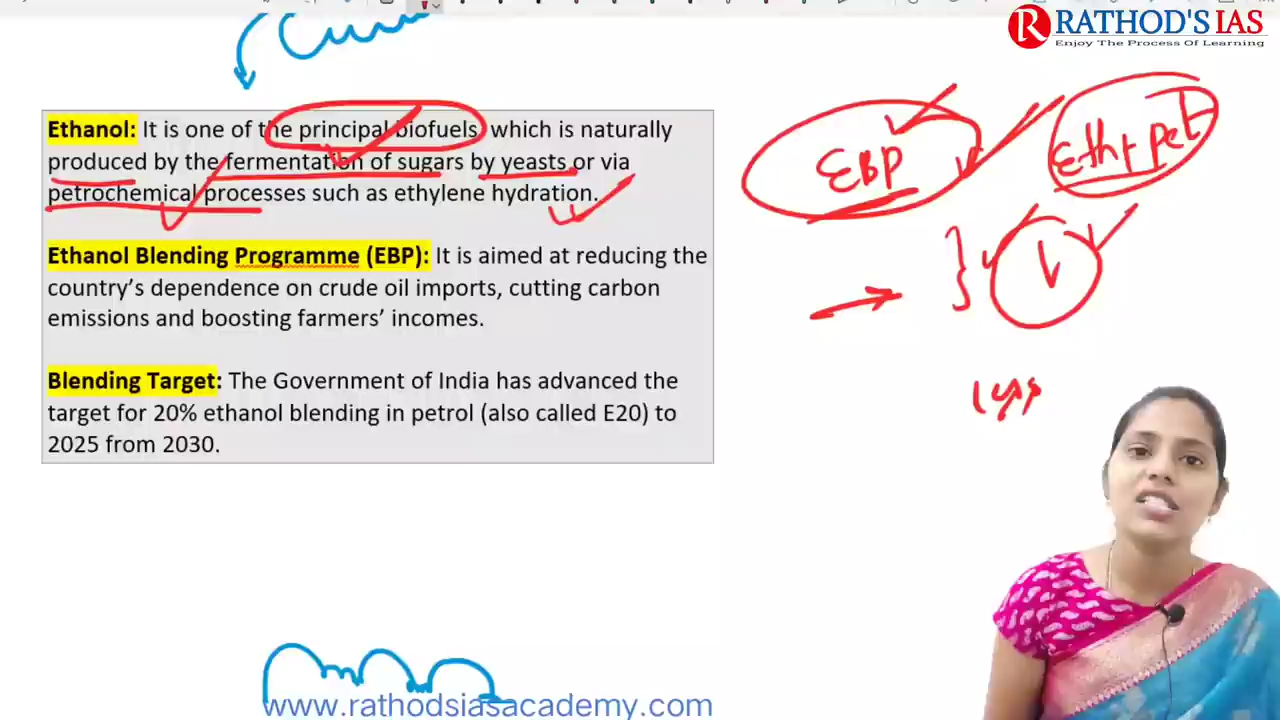 RATHOD'S IAS
Enjoy The Process Of Learning
Ethanol: It is one of the principal biofuels, which is naturally
produced by the fermentation of sugars by yeasts or via
petrochemical processes such as ethylene hydration.
EBP
Eth+pet
Ethanol Blending Programme (EBP): It is aimed at reducing the
country's dependence on crude oil imports, cutting carbon
emissions and boosting farmers' incomes.
Blending Target: The Government of India has advanced the
target for 20% ethanol blending in petrol (also called E20) to
2025 from 2030.
www.rathodsiasacademy.com